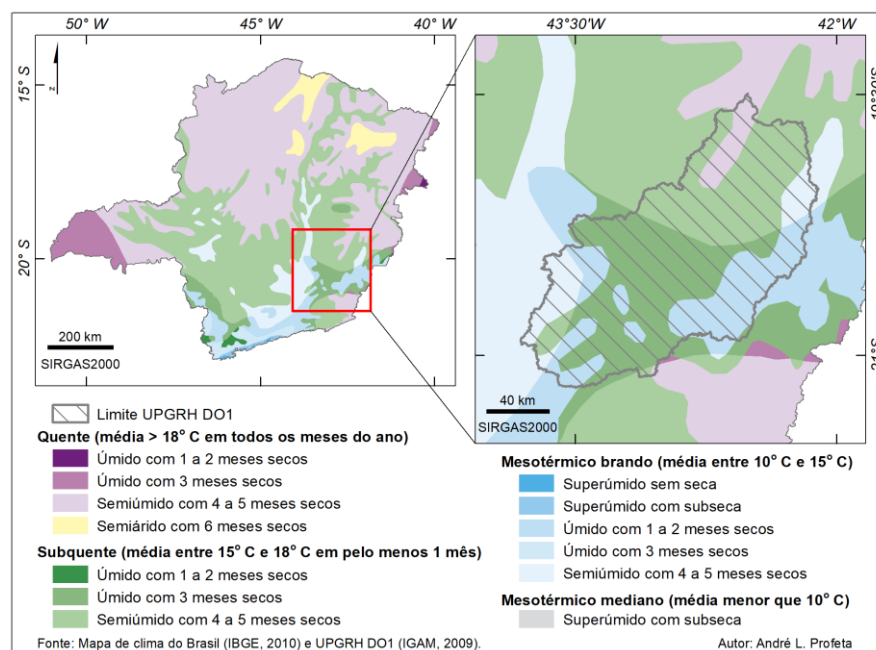 50° W
45° W
40° W
43°30' W
42° W
15° S
20° S
19°30'S
21°S
z
200 km
SIRGAS2000
40 km
SIRGAS2000
Limite UPGRH DO1
Quente (média > 18° C em todos os meses do ano)
Úmido com 1 a 2 meses secos
Úmido com 3 meses secos
Semiúmido com 4 a 5 meses secos
Semiárido com 6 meses secos
Subquente (média entre 15° C e 18° C em pelo menos 1 mês)
Úmido com 1 a 2 meses secos
Úmido com 3 meses secos
Semiúmido com 4 a 5 meses secos
Mesotérmico brando (média entre 10° C e 15° C)
Superúmido sem seca
Superúmido com subseca
Úmido com 1 a 2 meses secos
Úmido com 3 meses secos
Semiúmido com 4 a 5 meses secos
Mesotérmico mediano (média menor que 10° C)
Superúmido com subseca
Fonte: Mapa de clima do Brasil (IBGE, 2010) e UPGRH DO1 (IGAM, 2009).
Autor: André L. Profeta